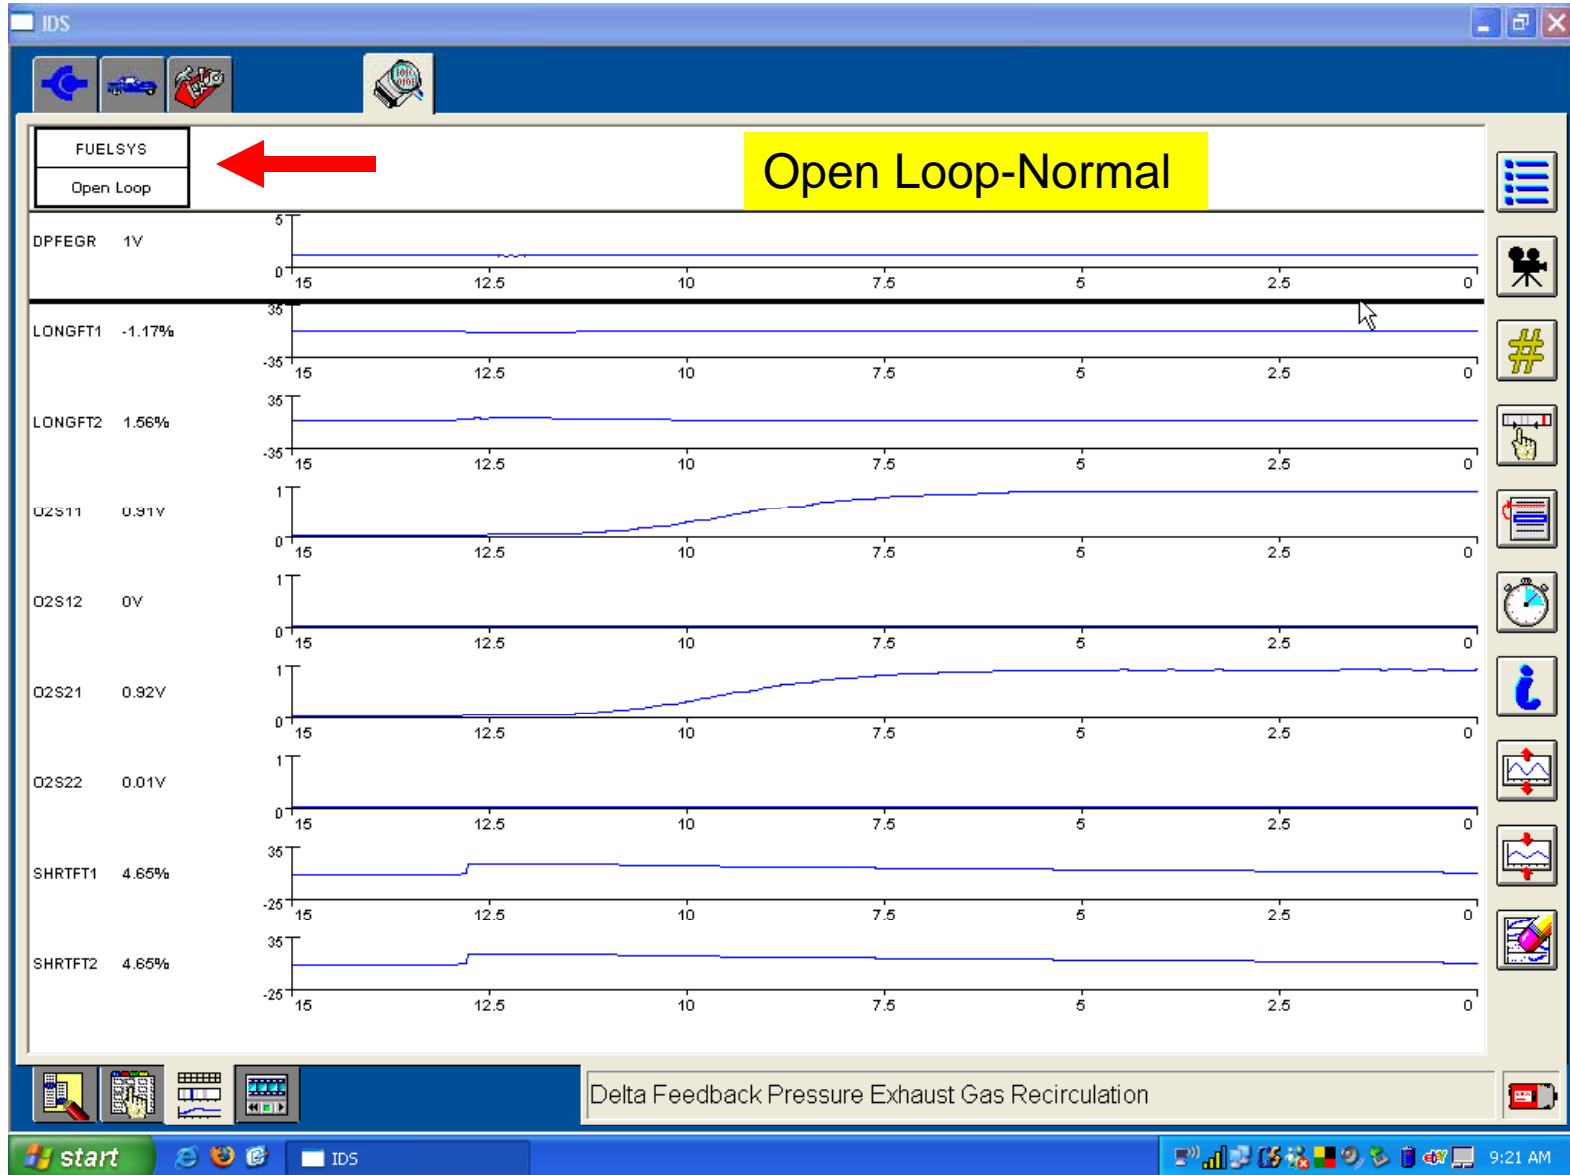 IDS
FUELSYS
Open Loop
Open Loop-Normal
DPFEGR 1V
5
0
15 12.5 10 7.5 5 2.5 0
LONGFT1 -1.17%
35
-35
15 12.5 10 7.5 5 2.5 0
LONGFT2 1.56%
35
-35
15 12.5 10 7.5 5 2.5 0
O2S11 0.91V
1
0
15 12.5 10 7.5 5 2.5 0
O2S12 0V
1
0
15 12.5 10 7.5 5 2.5 0
O2S21 0.92V
1
0
15 12.5 10 7.5 5 2.5 0
O2S22 0.01V
1
0
15 12.5 10 7.5 5 2.5 0
SHRTFT1 4.65%
35
-25
15 12.5 10 7.5 5 2.5 0
SHRTFT2 4.65%
35
-25
15 12.5 10 7.5 5 2.5 0
Delta Feedback Pressure Exhaust Gas Recirculation
start IDS 9:21 AM